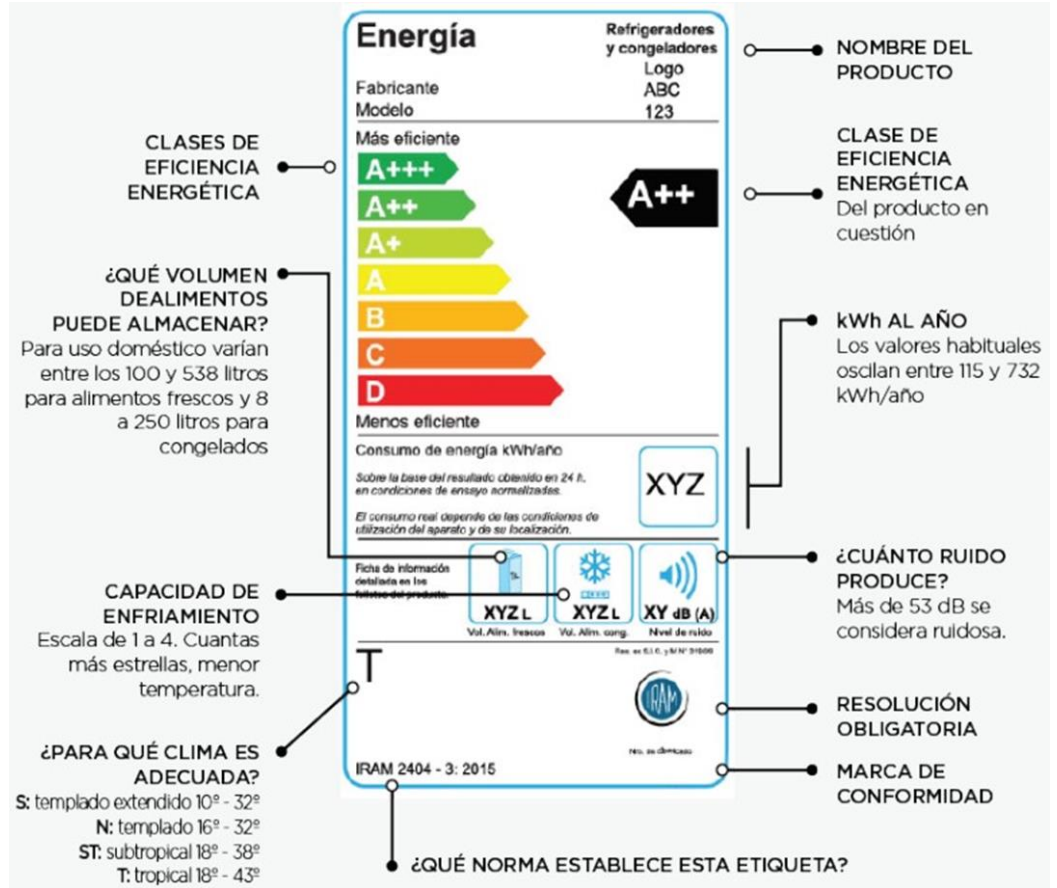 Energía
Refrigeradores
y congeladores
Logo
Fabricante
ABC
Modelo
123
Más eficiente
A+++
A++
A+
A
B
C
D
A++
Menos eficiente
Consumo de energía kWh/año
Sobre la base del resultado obtenido en 24 h.
en condiciones de ensayo normalizadas.
XYZ
El consumo real depende de las condiciones de
utilización del aparato y de su localización.
Ficha de información
detallada en los
folletos del producto.
XYZ L
Vol. Alim. frescos
XYZ L
Vol. Alim. cong.
XY dB (A)
Nivel de ruido
T
IRAM
IRAM 2404 - 3: 2015
CLASES DE
EFICIENCIA
ENERGÉTICA
¿QUÉ VOLUMEN
DEALIMENTOS
PUEDE ALMACENAR?
Para uso doméstico varían
entre los 100 y 538 litros
para alimentos frescos y 8
a 250 litros para
congelados
CAPACIDAD DE
ENFRIAMIENTO
Escala de 1 a 4. Cuantas
más estrellas, menor
temperatura.
¿PARA QUÉ CLIMA ES
ADECUADA?
S: templado extendido 10º - 32º
N: templado 16º - 32º
ST: subtropical 18º - 38º
T: tropical 18º - 43º
NOMBRE DEL
PRODUCTO
CLASE DE
EFICIENCIA
ENERGÉTICA
Del producto en
cuestión
kWh AL AÑO
Los valores habituales
oscilan entre 115 y 732
kWh/año
¿CUÁNTO RUIDO
PRODUCE?
Más de 53 dB se
considera ruidosa.
RESOLUCIÓN
OBLIGATORIA
MARCA DE
CONFORMIDAD
¿QUÉ NORMA ESTABLECE ESTA ETIQUETA?